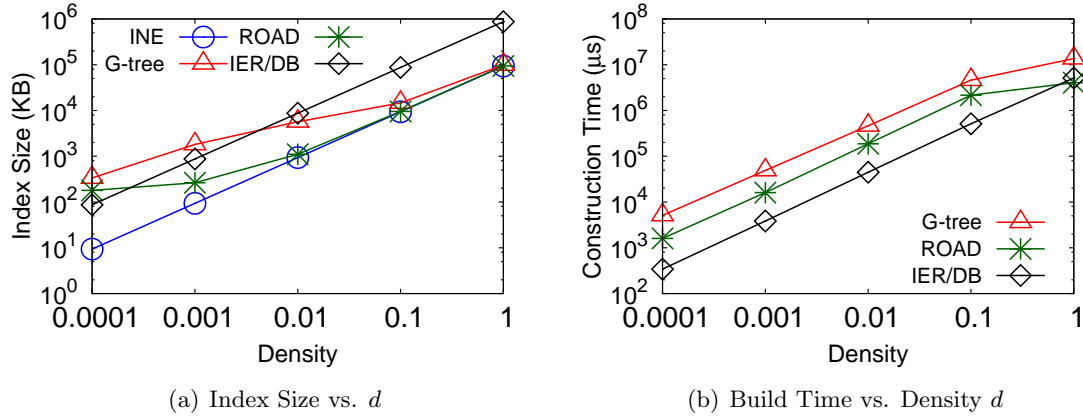 Index Size (KB)
10^6
10^5
10^4
10^3
10^2
10^1
10^0
INE
ROAD
G-tree
IER/DB
0.0001 0.001 0.01 0.1 1
Density
(a) Index Size vs. d
Construction Time (μs)
10^8
10^7
10^6
10^5
10^4
10^3
10^2
G-tree
ROAD
IER/DB
0.0001 0.001 0.01 0.1 1
Density
(b) Build Time vs. Density d